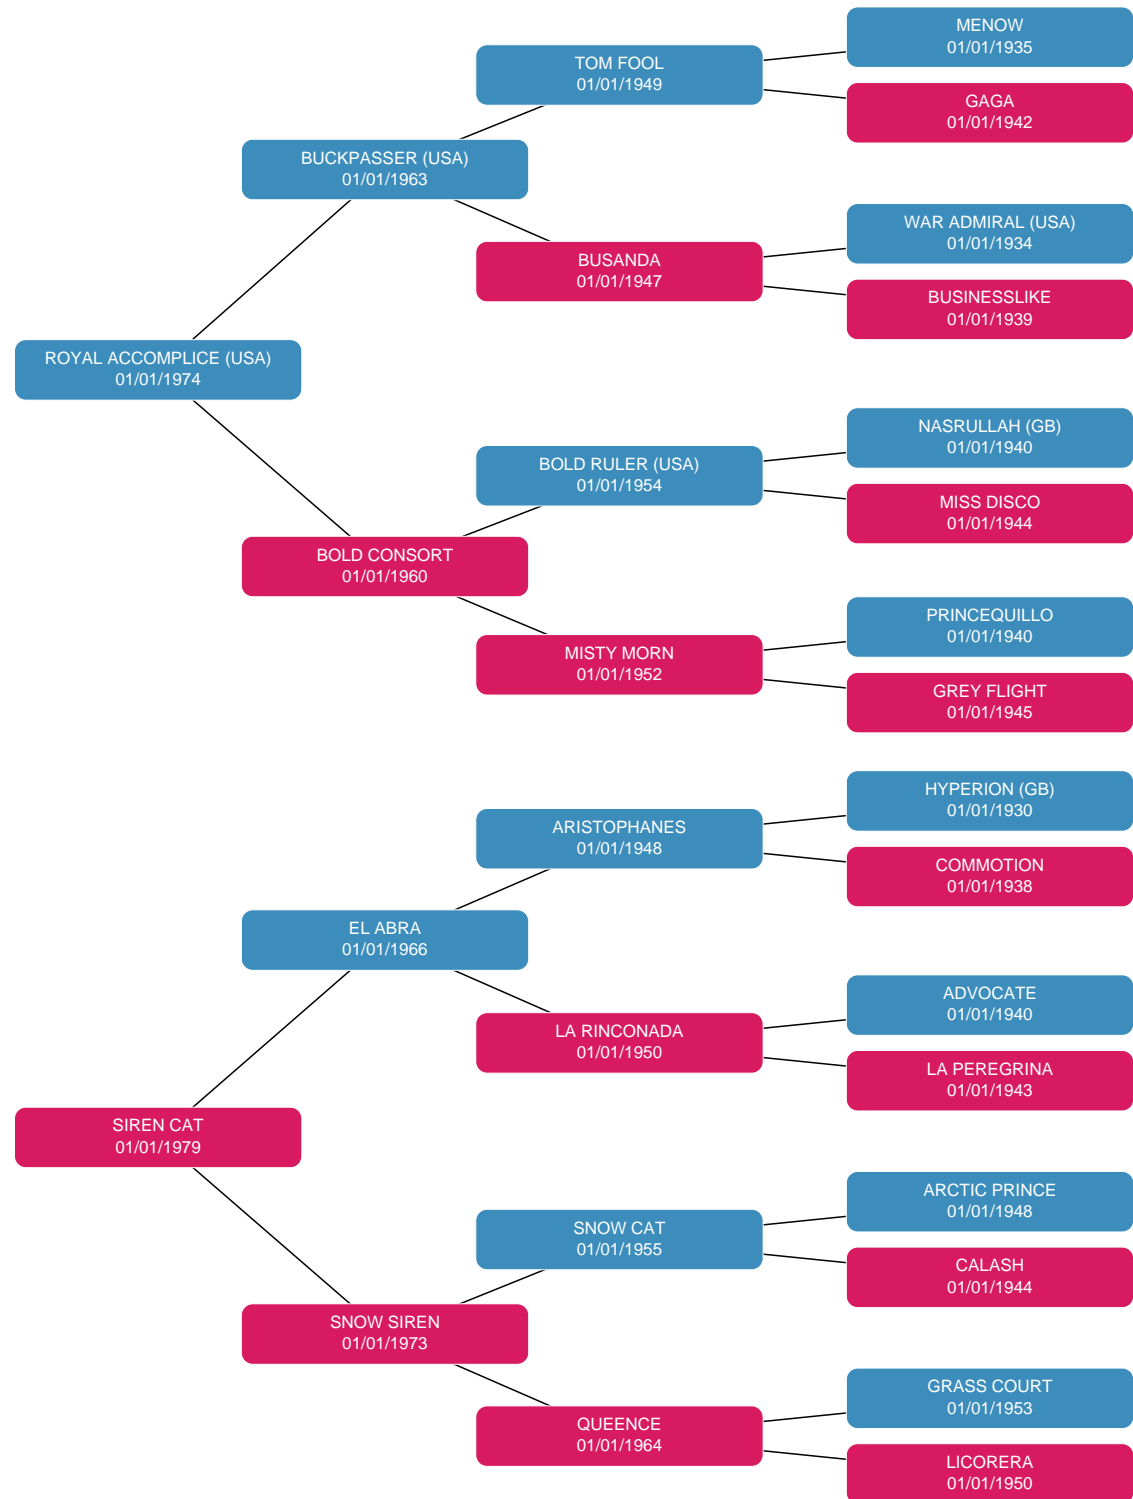 MENOW
01/01/1935
TOM FOOL
01/01/1949
GAGA
01/01/1942
BUCKPASSER (USA)
01/01/1963
WAR ADMIRAL (USA)
01/01/1934
BUSANDA
01/01/1947
BUSINESSLIKE
01/01/1939
ROYAL ACCOMPLICE (USA)
01/01/1974
NASRULLAH (GB)
01/01/1940
BOLD RULER (USA)
01/01/1954
MISS DISCO
01/01/1944
BOLD CONSORT
01/01/1960
PRINCEQUILLO
01/01/1940
MISTY MORN
01/01/1952
GREY FLIGHT
01/01/1945
HYPERION (GB)
01/01/1930
ARISTOPHANES
01/01/1948
COMMOTION
01/01/1938
EL ABRA
01/01/1966
ADVOCATE
01/01/1940
LA RINCONADA
01/01/1950
LA PEREGRINA
01/01/1943
SIREN CAT
01/01/1979
ARCTIC PRINCE
01/01/1948
SNOW CAT
01/01/1955
CALASH
01/01/1944
SNOW SIREN
01/01/1973
GRASS COURT
01/01/1953
QUEENCE
01/01/1964
LICORERA
01/01/1950